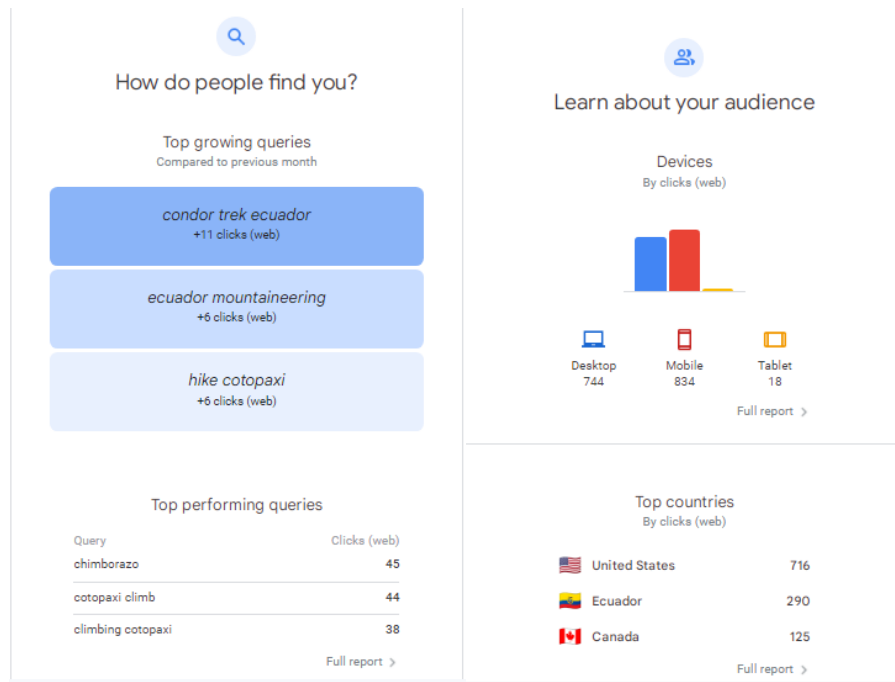 How do people find you?
Top growing queries
Compared to previous month
condor trek ecuador
+11 clicks (web)
ecuador mountaineering
+6 clicks (web)
hike cotopaxi
+6 clicks (web)
Top performing queries
Query Clicks (web)
chimborazo 45
cotopaxi climb 44
climbing cotopaxi 38
Full report >
Learn about your audience
Devices
By clicks (web)
Desktop Mobile Tablet
744 834 18
Full report >
Top countries
By clicks (web)
United States 716
Ecuador 290
Canada 125
Full report >